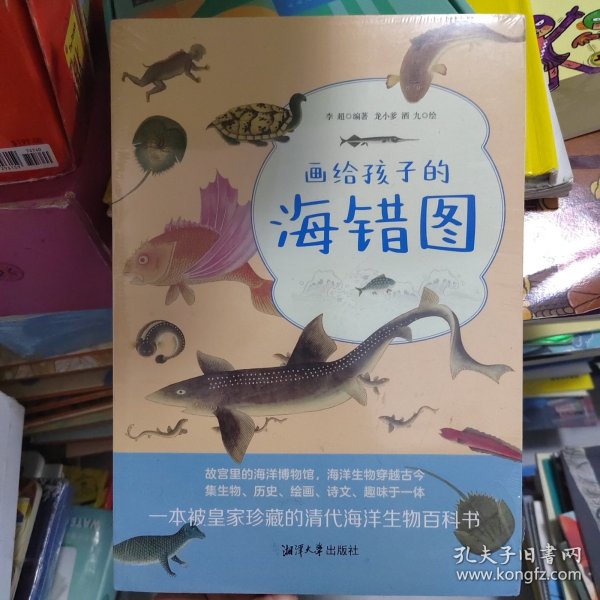 李 超◎编著 龙小爹 酒 九◎绘
画给孩子的
海错图
故宫里的海洋博物馆，海洋生物穿越古今
集生物、历史、绘画、诗文、趣味于一体
一本被皇家珍藏的清代海洋生物百科书
湘洋大学出版社
孔夫子旧书网
www.kongfz.com